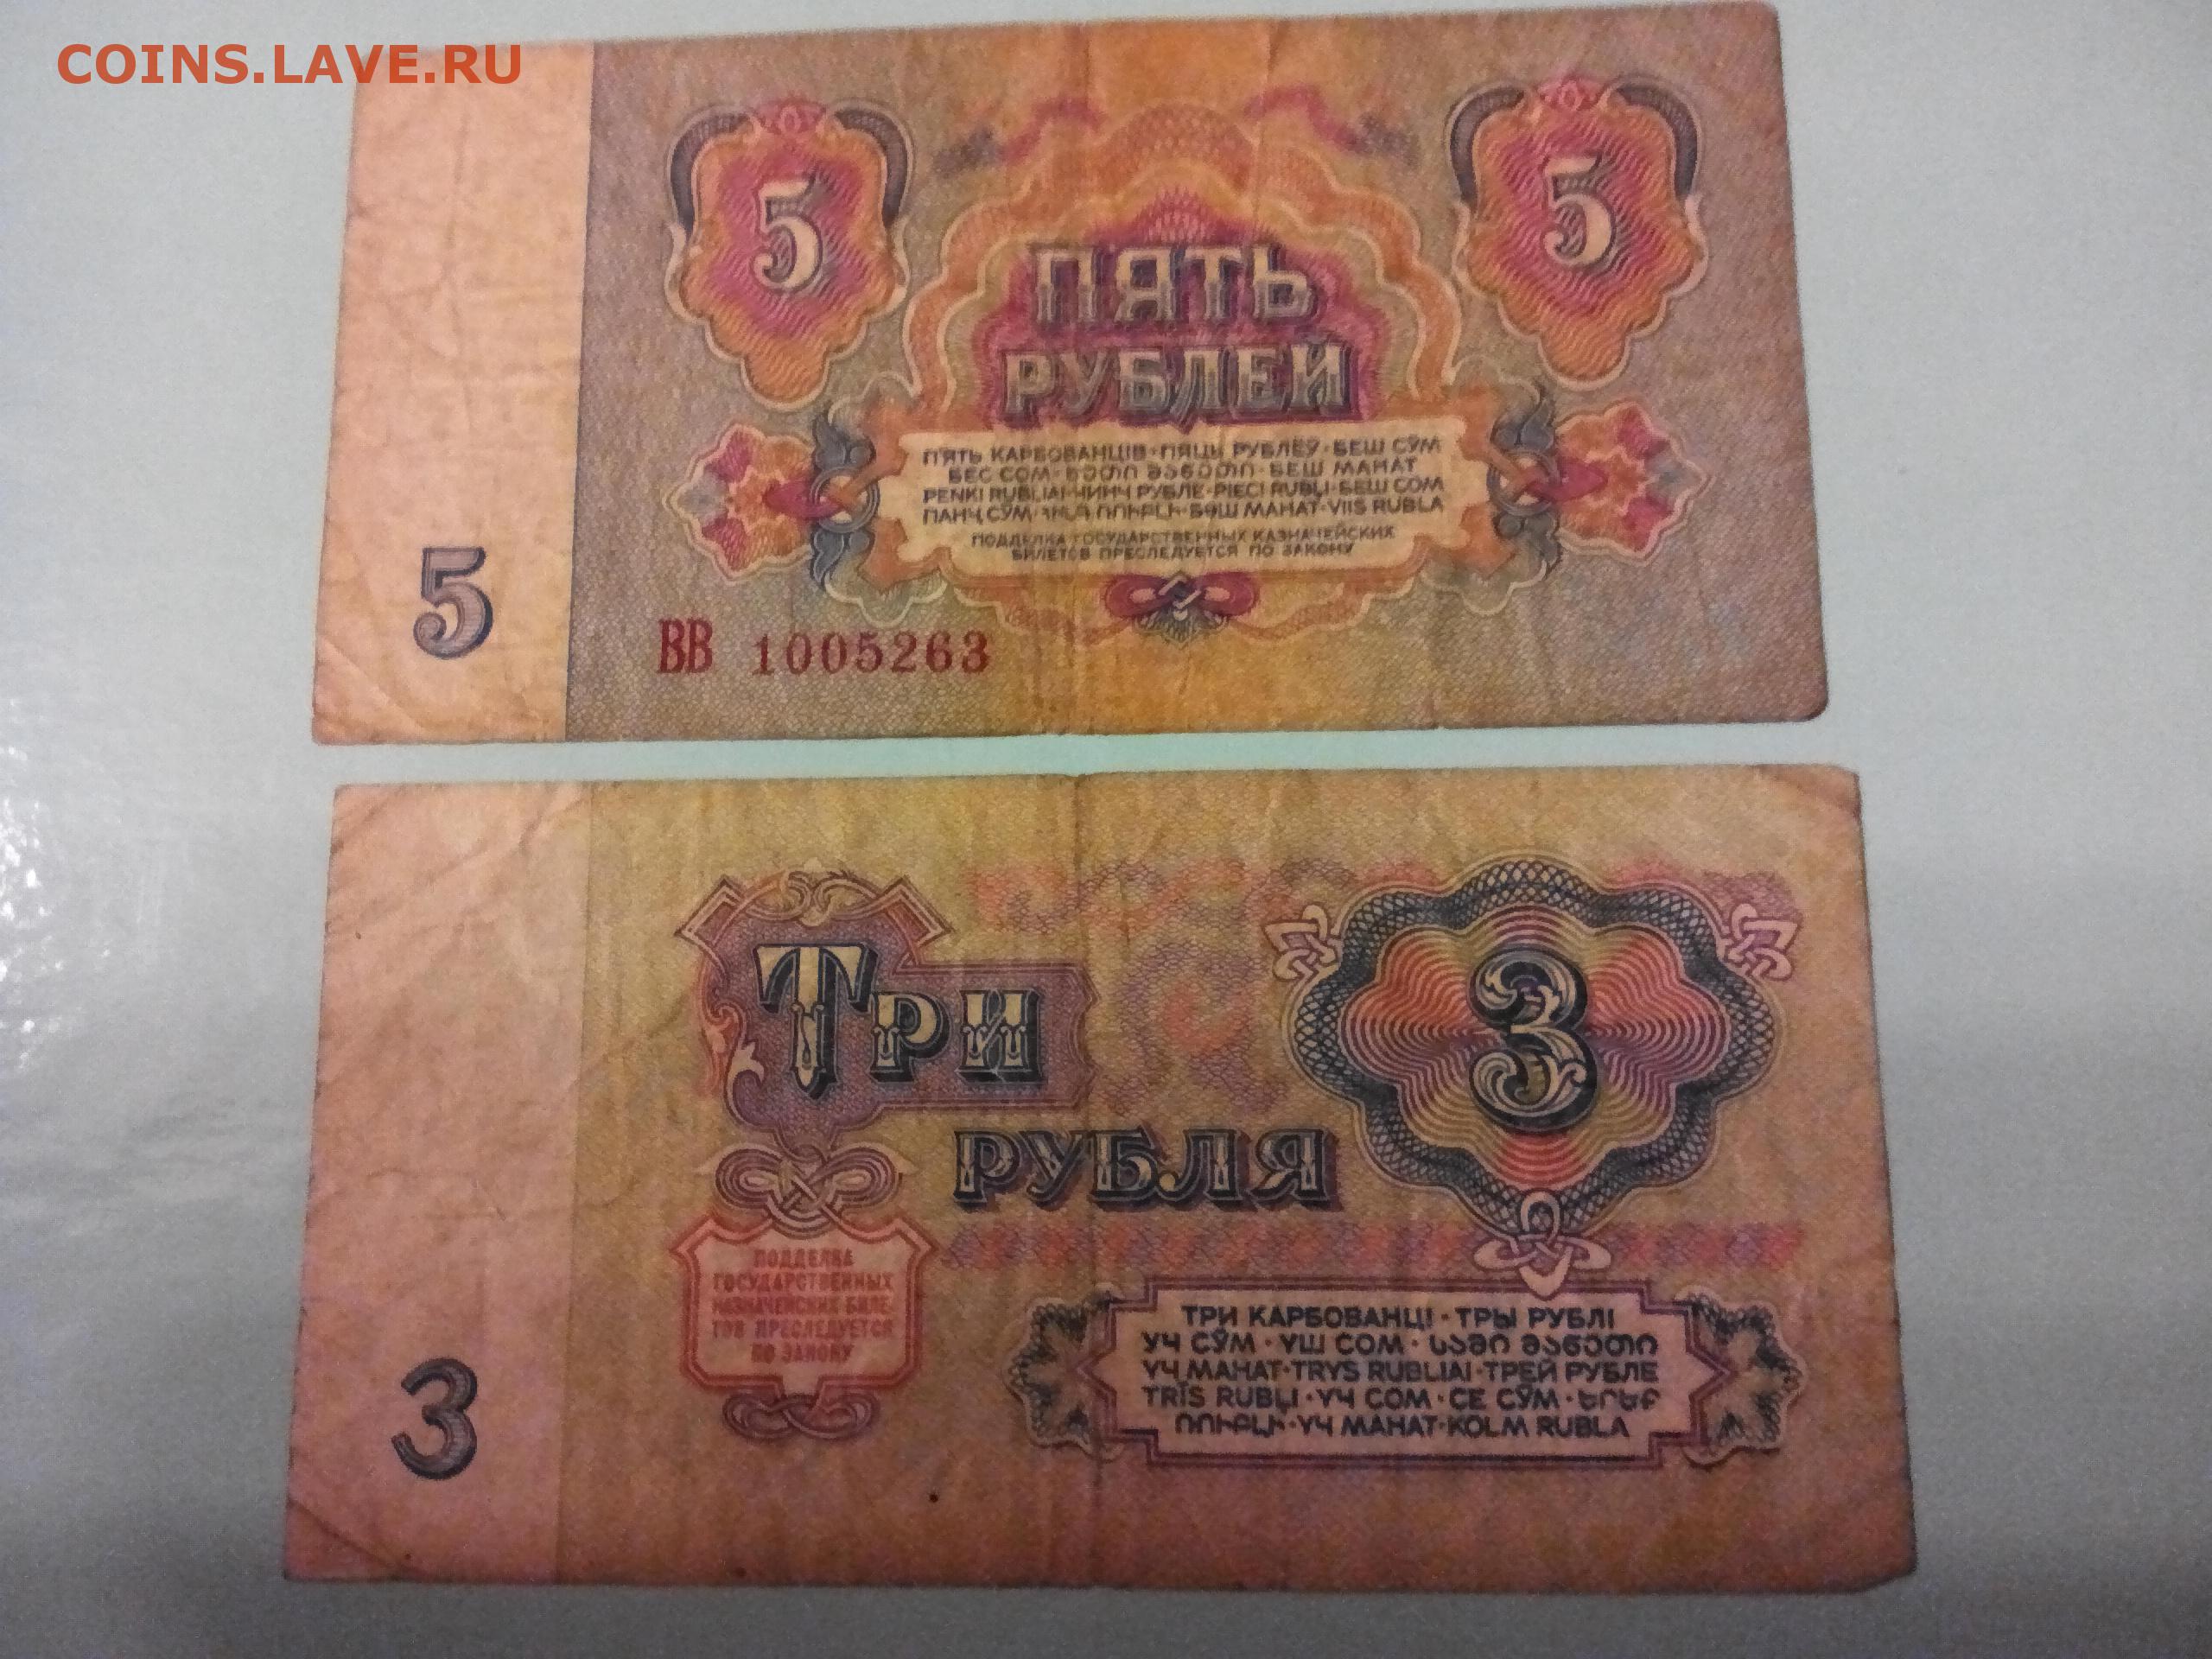 COINS.LAVE.RU
5
5
ПЯТЬ
РУБЛЕЙ
П'ЯТЬ КАРБОВАНЦІВ·ПЯЦЬ РУБЛЁЎ·БЕШ СЎМ
БЕС СОМ·ხუთი მანეთი·БЕШ МАНАТ
PENKI RUBLIAI·ЧИНЧ РУБЛЕ·PIECI RUBĻI·БЕШ СОМ
ПАНҶ СЎМ·ՀԻՆԳ ՌՈՒԲԼԻ·БӘШ МАНАТ·VIIS RUBLA
ПОДДЕЛКА ГОСУДАРСТВЕННЫХ КАЗНАЧЕЙСКИХ
БИЛЕТОВ ПРЕСЛЕДУЕТСЯ ПО ЗАКОНУ
5
ВВ 1005263
ТРИ
РУБЛЯ
3
ПОДДЕЛКА
ГОСУДАРСТВЕННЫХ
КАЗНАЧЕЙСКИХ БИЛЕ-
ТОВ ПРЕСЛЕДУЕТСЯ
ПО ЗАКОНУ
ТРИ КАРБОВАНЦІ·ТРЫ РУБЛІ
УЧ СЎМ·ҮШ СОМ·სამი მანეთი
ҮЧ МАНАТ·TRYS RUBLIAI·ТРЕЙ РУБЛЕ
TRĪS RUBĻI·ҮЧ СОМ·СЕ СЎМ·ԵՐԵՔ
ՌՈՒԲԼԻ·ҮЧ МАНАТ·KOLM RUBLA
3